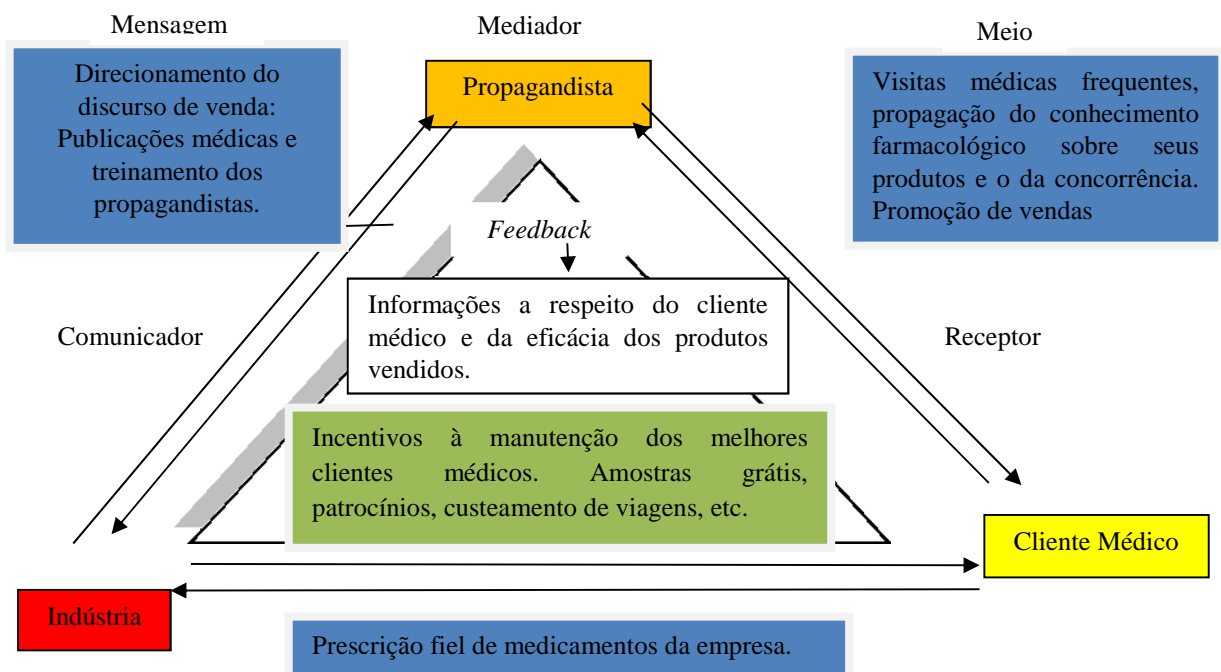 Mensagem
Mediador
Meio
Direcionamento do
discurso de venda:
Publicações médicas e
treinamento dos
propagandistas.
Propagandista
Visitas médicas frequentes,
propagação do conhecimento
farmacológico sobre seus
produtos e o da concorrência.
Promoção de vendas
Feedback
Informações a respeito do cliente
médico e da eficácia dos produtos
vendidos.
Comunicador
Receptor
Incentivos à manutenção dos melhores
clientes médicos. Amostras grátis,
patrocínios, custeamento de viagens, etc.
Cliente Médico
Indústria
Prescrição fiel de medicamentos da empresa.